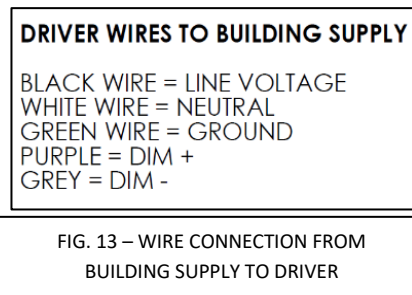 DRIVER WIRES TO BUILDING SUPPLY
BLACK WIRE = LINE VOLTAGE
WHITE WIRE = NEUTRAL
GREEN WIRE = GROUND
PURPLE = DIM +
GREY = DIM -
FIG. 13 – WIRE CONNECTION FROM
BUILDING SUPPLY TO DRIVER